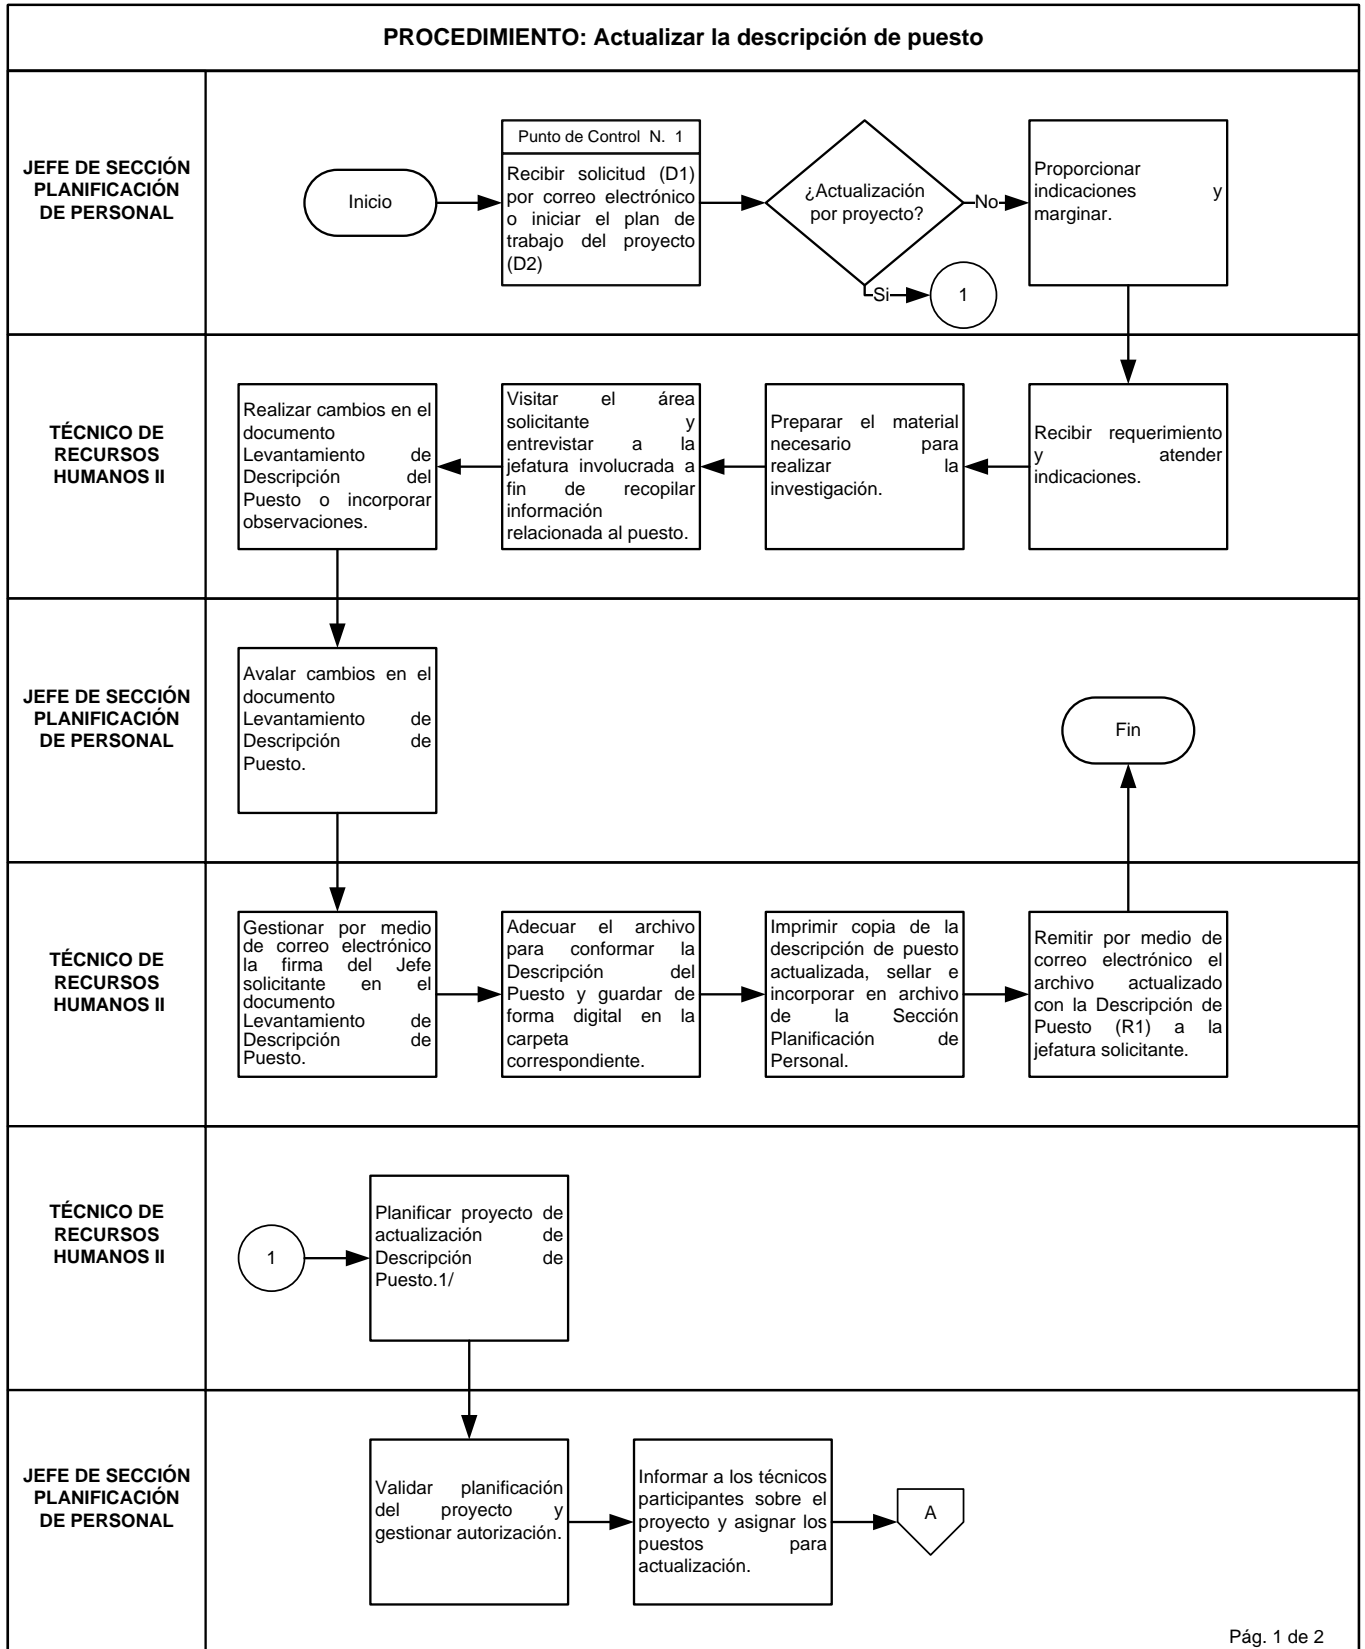 PROCEDIMIENTO: Actualizar la descripción de puesto
JEFE DE SECCIÓN
PLANIFICACIÓN
DE PERSONAL
Inicio
Punto de Control N. 1
Recibir solicitud (D1)
por correo electrónico
o iniciar el plan de
trabajo del proyecto
(D2)
¿Actualización
por proyecto?
No
Si
1
Proporcionar
indicaciones y
marginar.
TÉCNICO DE
RECURSOS
HUMANOS II
Realizar cambios en el
documento
Levantamiento de
Descripción del
Puesto o incorporar
observaciones.
Visitar el área
solicitante y
entrevistar a la
jefatura involucrada a
fin de recopilar
información
relacionada al puesto.
Preparar el material
necesario para
realizar la
investigación.
Recibir requerimiento
y atender
indicaciones.
JEFE DE SECCIÓN
PLANIFICACIÓN
DE PERSONAL
Avalar cambios en el
documento
Levantamiento de
Descripción de
Puesto.
Fin
TÉCNICO DE
RECURSOS
HUMANOS II
Gestionar por medio
de correo electrónico
la firma del Jefe
solicitante en el
documento
Levantamiento de
Descripción de
Puesto.
Adecuar el archivo
para conformar la
Descripción del
Puesto y guardar de
forma digital en la
carpeta
correspondiente.
Imprimir copia de la
descripción de puesto
actualizada, sellar e
incorporar en archivo
de la Sección
Planificación de
Personal.
Remitir por medio de
correo electrónico el
archivo actualizado
con la Descripción de
Puesto (R1) a la
jefatura solicitante.
TÉCNICO DE
RECURSOS
HUMANOS II
1
Planificar proyecto de
actualización de
Descripción de
Puesto.1/
JEFE DE SECCIÓN
PLANIFICACIÓN
DE PERSONAL
Validar planificación
del proyecto y
gestionar autorización.
Informar a los técnicos
participantes sobre el
proyecto y asignar los
puestos para
actualización.
A
Pág. 1 de 2